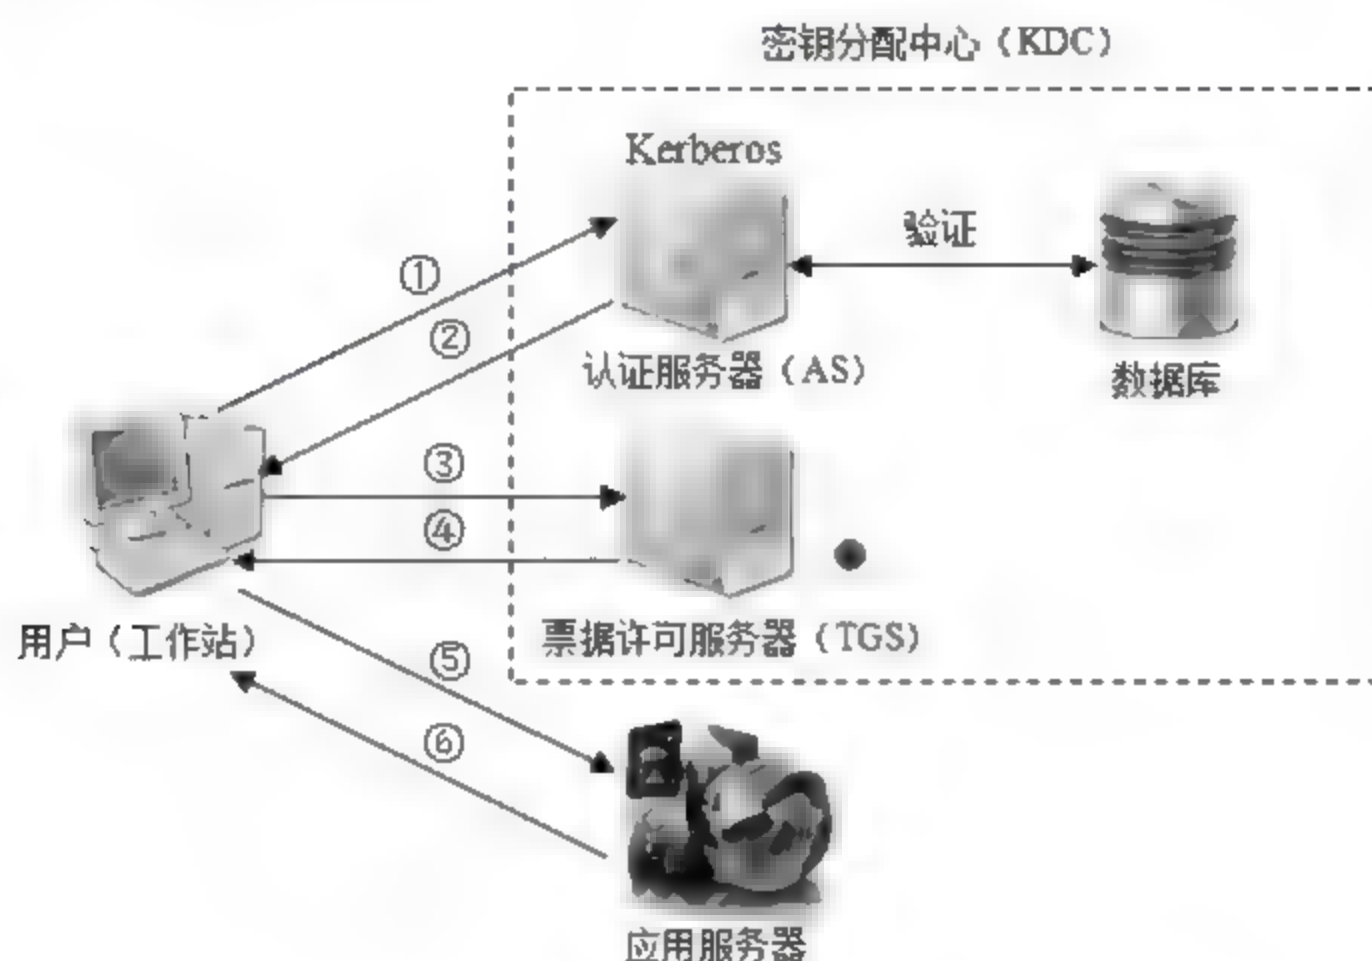 密钥分配中心（KDC）
Kerberos
验证
①
②
认证服务器（AS）
数据库
③
④
用户（工作站）
票据许可服务器（TGS）
⑤
⑥
应用服务器